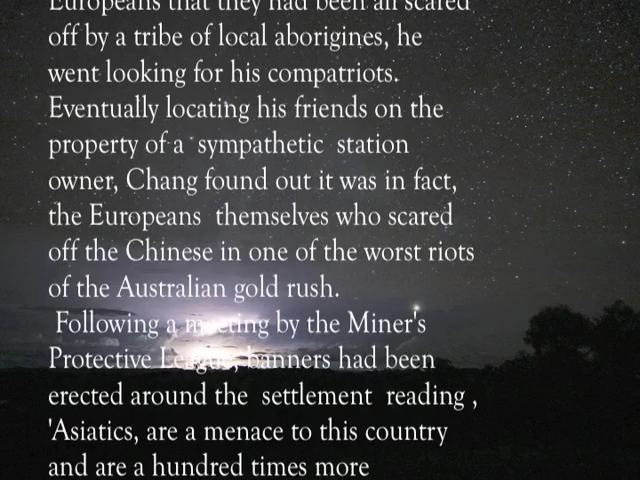 Europeans that they had been all scared
off by a tribe of local aborigines, he
went looking for his compatriots.
Eventually locating his friends on the
property of a sympathetic station
owner, Chang found out it was in fact,
the Europeans themselves who scared
off the Chinese in one of the worst riots
of the Australian gold rush.
Following a meeting by the Miner's
Protective League, banners had been
erected around the settlement reading ,
'Asiatics, are a menace to this country
and are a hundred times more